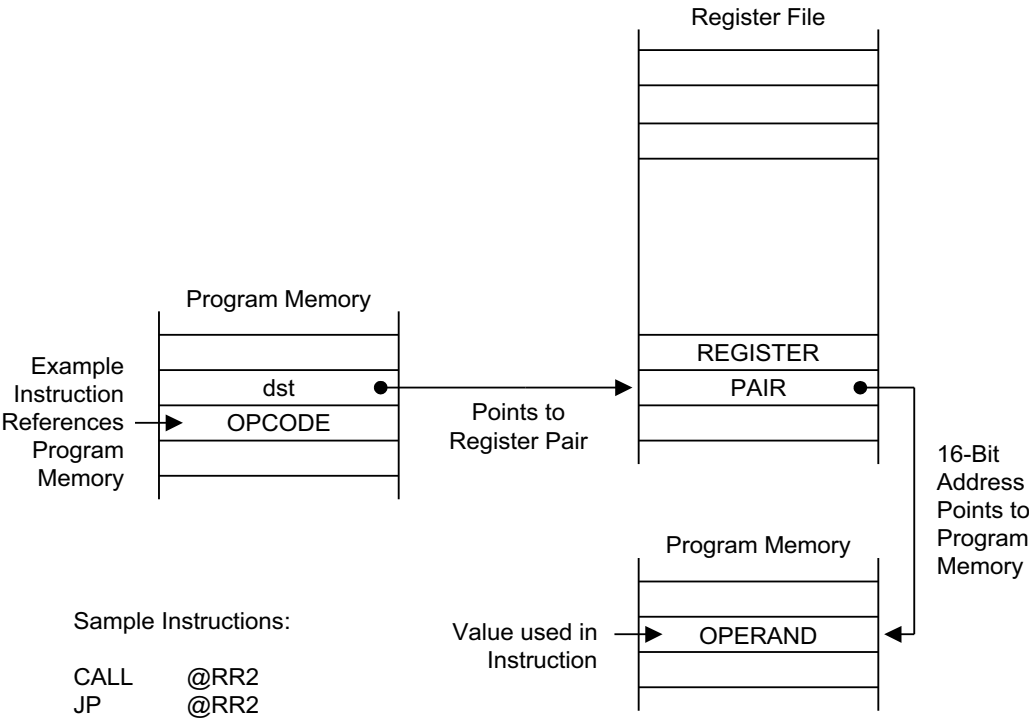 Register File
Program Memory
Example
Instruction
References
Program
Memory
dst
OPCODE
Points to
Register Pair
REGISTER
PAIR
16-Bit
Address
Points to
Program
Memory
Program Memory
Value used in
Instruction
OPERAND
Sample Instructions:
CALL @RR2
JP @RR2